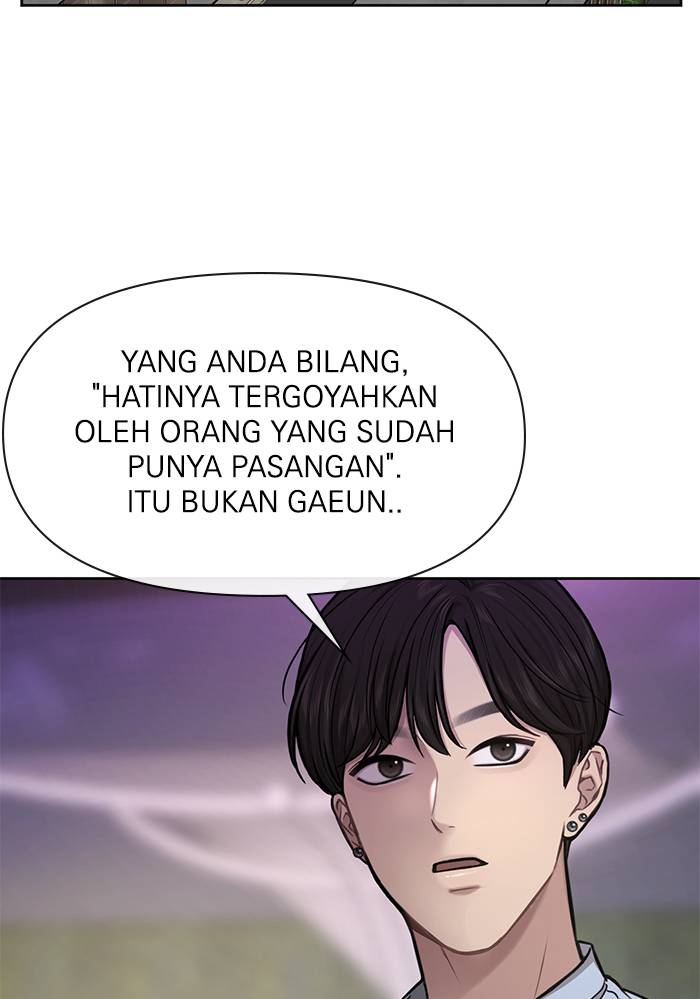 YANG ANDA BILANG,
"HATINYA TERGOYAHKAN
OLEH ORANG YANG SUDAH
PUNYA PASANGAN".
ITU BUKAN GAEUN..